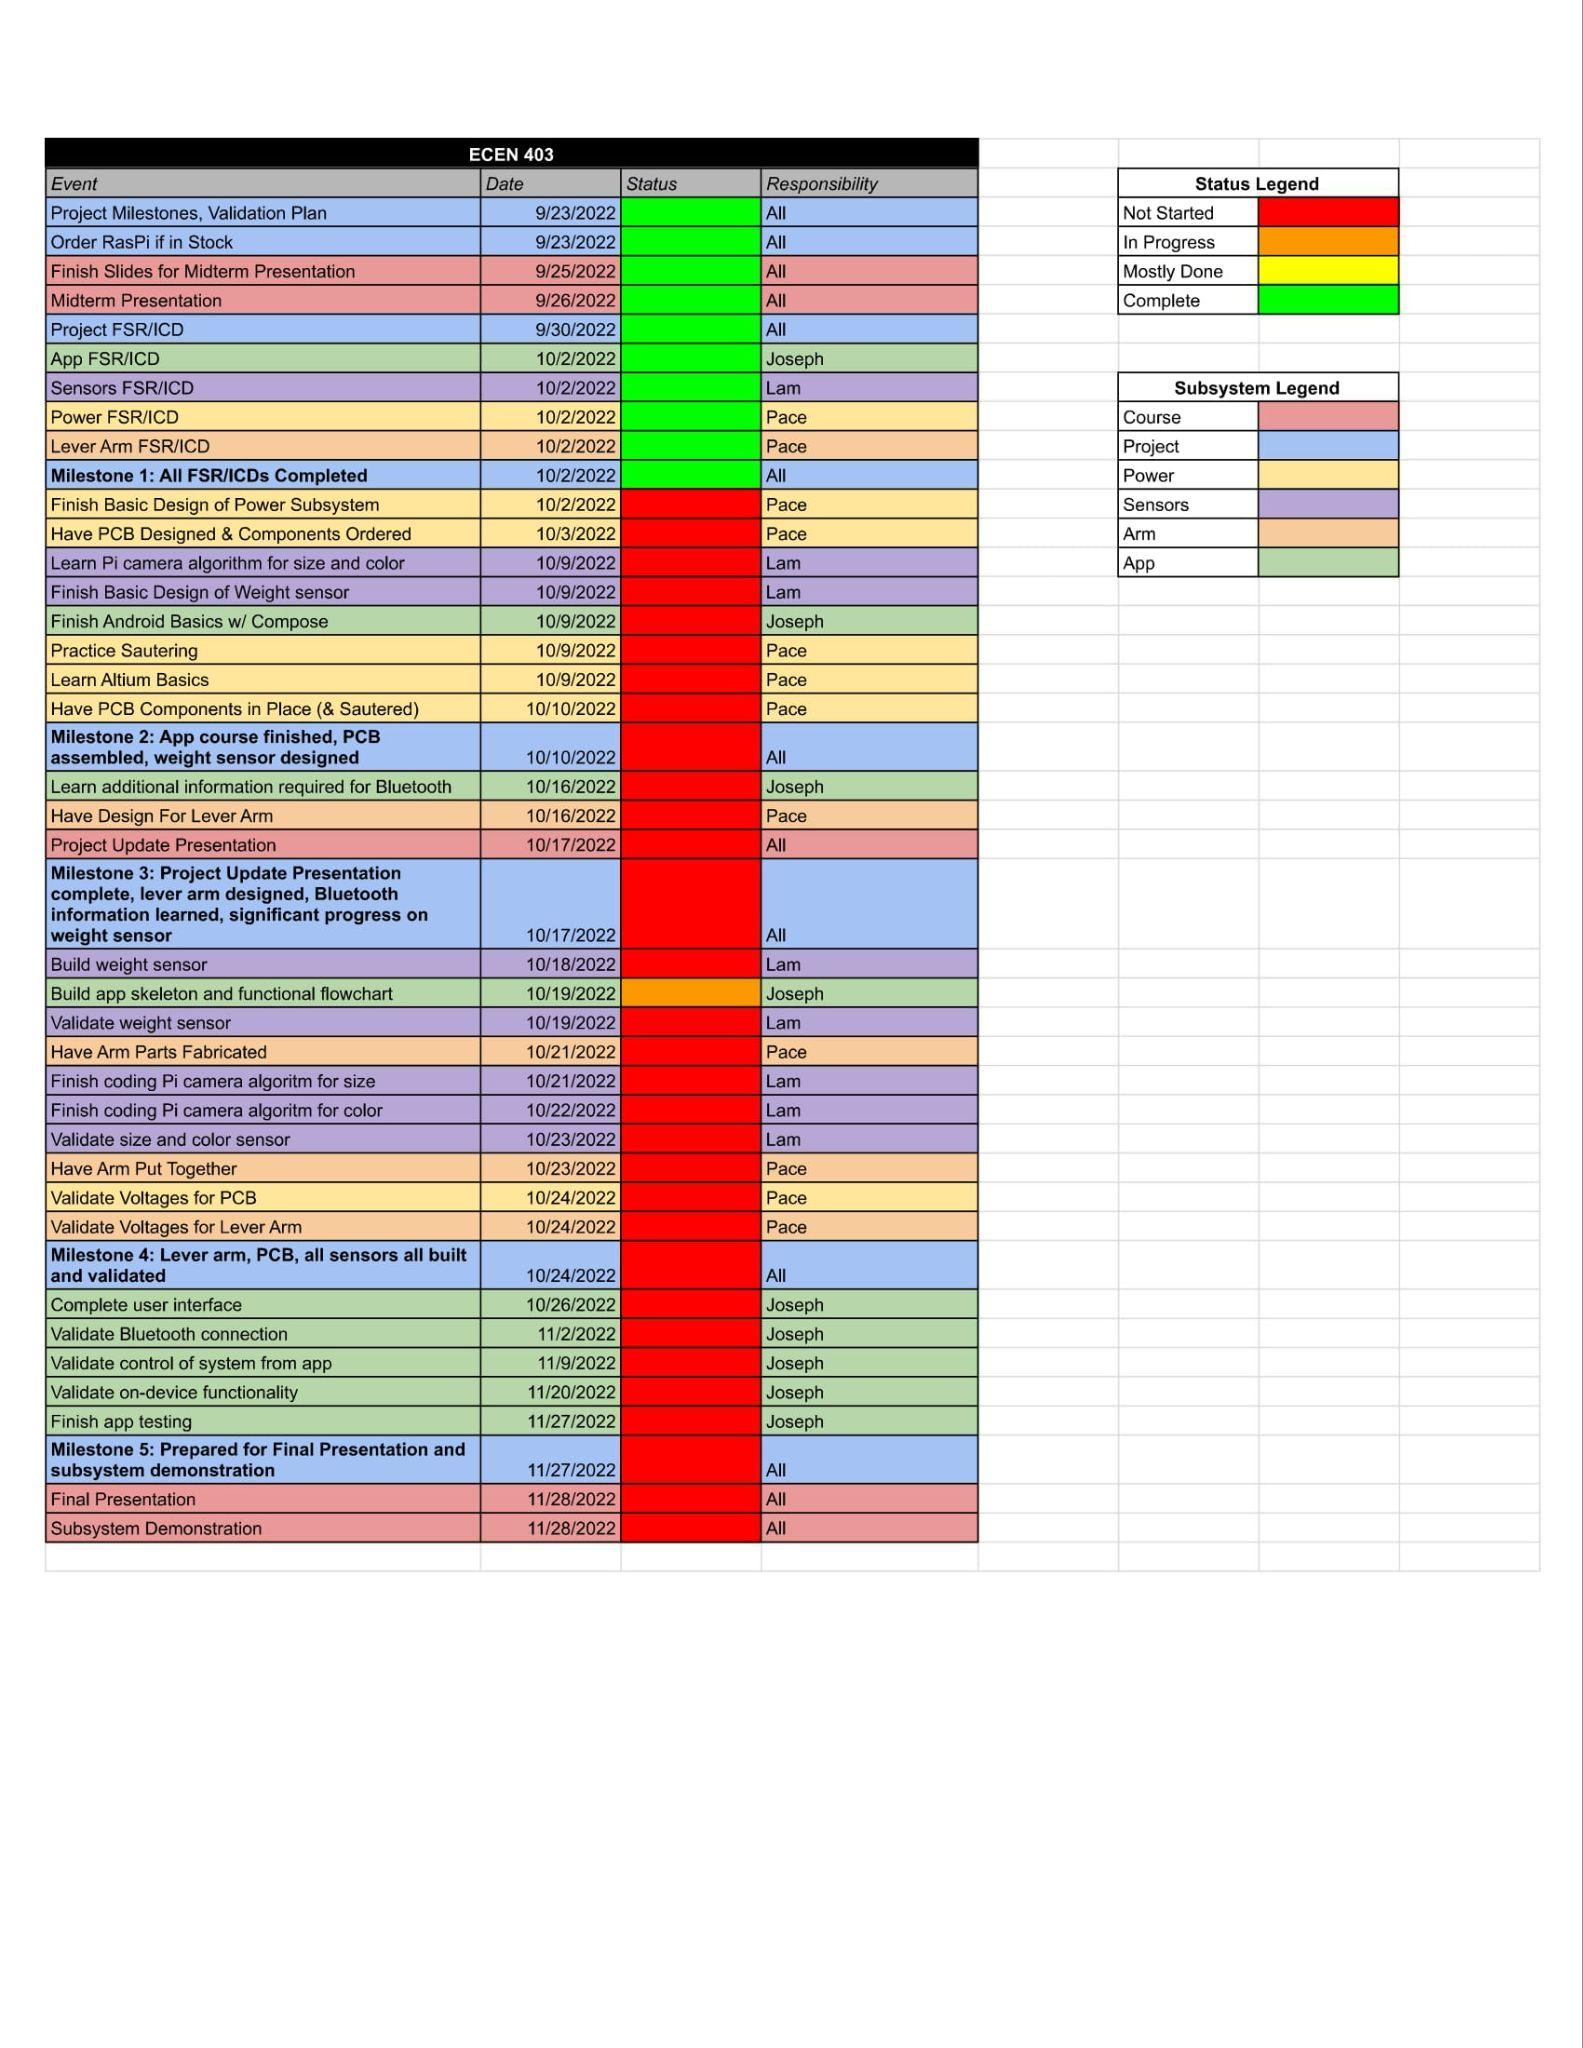 ECEN 403
Event Date Status Responsibility
Project Milestones, Validation Plan 9/23/2022 All
Order RasPi if in Stock 9/23/2022 All
Finish Slides for Midterm Presentation 9/25/2022 All
Midterm Presentation 9/26/2022 All
Project FSR/ICD 9/30/2022 All
App FSR/ICD 10/2/2022 Joseph
Sensors FSR/ICD 10/2/2022 Lam
Power FSR/ICD 10/2/2022 Pace
Lever Arm FSR/ICD 10/2/2022 Pace
Milestone 1: All FSR/ICDs Completed 10/2/2022 All
Finish Basic Design of Power Subsystem 10/2/2022 Pace
Have PCB Designed & Components Ordered 10/3/2022 Pace
Learn Pi camera algorithm for size and color 10/9/2022 Lam
Finish Basic Design of Weight sensor 10/9/2022 Lam
Finish Android Basics w/ Compose 10/9/2022 Joseph
Practice Sautering 10/9/2022 Pace
Learn Altium Basics 10/9/2022 Pace
Have PCB Components in Place (& Sautered) 10/10/2022 Pace
Milestone 2: App course finished, PCB
assembled, weight sensor designed 10/10/2022 All
Learn additional information required for Bluetooth 10/16/2022 Joseph
Have Design For Lever Arm 10/16/2022 Pace
Project Update Presentation 10/17/2022 All
Milestone 3: Project Update Presentation
complete, lever arm designed, Bluetooth
information learned, significant progress on
weight sensor 10/17/2022 All
Build weight sensor 10/18/2022 Lam
Build app skeleton and functional flowchart 10/19/2022 Joseph
Validate weight sensor 10/19/2022 Lam
Have Arm Parts Fabricated 10/21/2022 Pace
Finish coding Pi camera algoritm for size 10/21/2022 Lam
Finish coding Pi camera algoritm for color 10/22/2022 Lam
Validate size and color sensor 10/23/2022 Lam
Have Arm Put Together 10/23/2022 Pace
Validate Voltages for PCB 10/24/2022 Pace
Validate Voltages for Lever Arm 10/24/2022 Pace
Milestone 4: Lever arm, PCB, all sensors all built
and validated 10/24/2022 All
Complete user interface 10/26/2022 Joseph
Validate Bluetooth connection 11/2/2022 Joseph
Validate control of system from app 11/9/2022 Joseph
Validate on-device functionality 11/20/2022 Joseph
Finish app testing 11/27/2022 Joseph
Milestone 5: Prepared for Final Presentation and
subsystem demonstration 11/27/2022 All
Final Presentation 11/28/2022 All
Subsystem Demonstration 11/28/2022 All
Status Legend
Not Started
In Progress
Mostly Done
Complete
Subsystem Legend
Course
Project
Power
Sensors
Arm
App